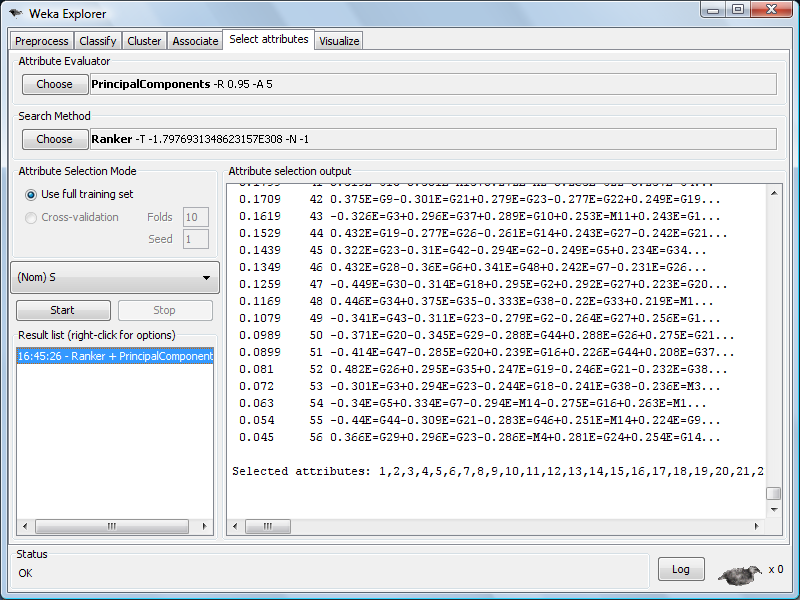 Weka Explorer
Preprocess Classify Cluster Associate Select attributes Visualize
Attribute Evaluator
Choose PrincipalComponents -R 0.95 -A 5
Search Method
Choose Ranker -T -1.7976931348623157E308 -N -1
Attribute Selection Mode
Use full training set
Cross-validation Folds 10
Seed 1
(Nom) S
Start Stop
Result list (right-click for options)
16:45:26 - Ranker + PrincipalComponent
Attribute selection output
0.1709 42 0.375E=G9-0.301E=G21+0.279E=G23-0.277E=G22+0.249E=G19...
0.1619 43 -0.326E=G3+0.296E=G37+0.289E=G10+0.253E=M11+0.243E=G1...
0.1529 44 0.432E=G19-0.277E=G26-0.261E=G14+0.243E=G27-0.242E=G21...
0.1439 45 0.322E=G23-0.31E=G42-0.294E=G2-0.249E=G5+0.234E=G34...
0.1349 46 0.432E=G28-0.36E=G6+0.341E=G48+0.242E=G7-0.231E=G26...
0.1259 47 -0.449E=G30-0.314E=G18+0.295E=G2+0.292E=G27+0.223E=G20...
0.1169 48 0.446E=G34+0.375E=G35-0.333E=G38-0.22E=G33+0.219E=M1...
0.1079 49 -0.341E=G43-0.311E=G23-0.279E=G2-0.264E=G27+0.256E=G1...
0.0989 50 -0.371E=G20-0.345E=G29-0.288E=G44+0.288E=G26+0.275E=G21...
0.0899 51 -0.414E=G47-0.285E=G20+0.239E=G16+0.226E=G44+0.208E=G37...
0.081 52 0.482E=G26+0.295E=G35+0.247E=G19-0.246E=G21-0.232E=G38...
0.072 53 -0.301E=G3+0.294E=G23-0.244E=G18-0.241E=G38-0.236E=M3...
0.063 54 -0.34E=G5+0.334E=G7-0.294E=M14-0.275E=G16+0.263E=M1...
0.054 55 -0.44E=G44-0.309E=G21-0.283E=G46+0.251E=M14+0.224E=G9...
0.045 56 0.366E=G29+0.296E=G23-0.286E=M4+0.281E=G24+0.254E=G14...
Selected attributes: 1,2,3,4,5,6,7,8,9,10,11,12,13,14,15,16,17,18,19,20,21,2
Status
OK
Log
x 0